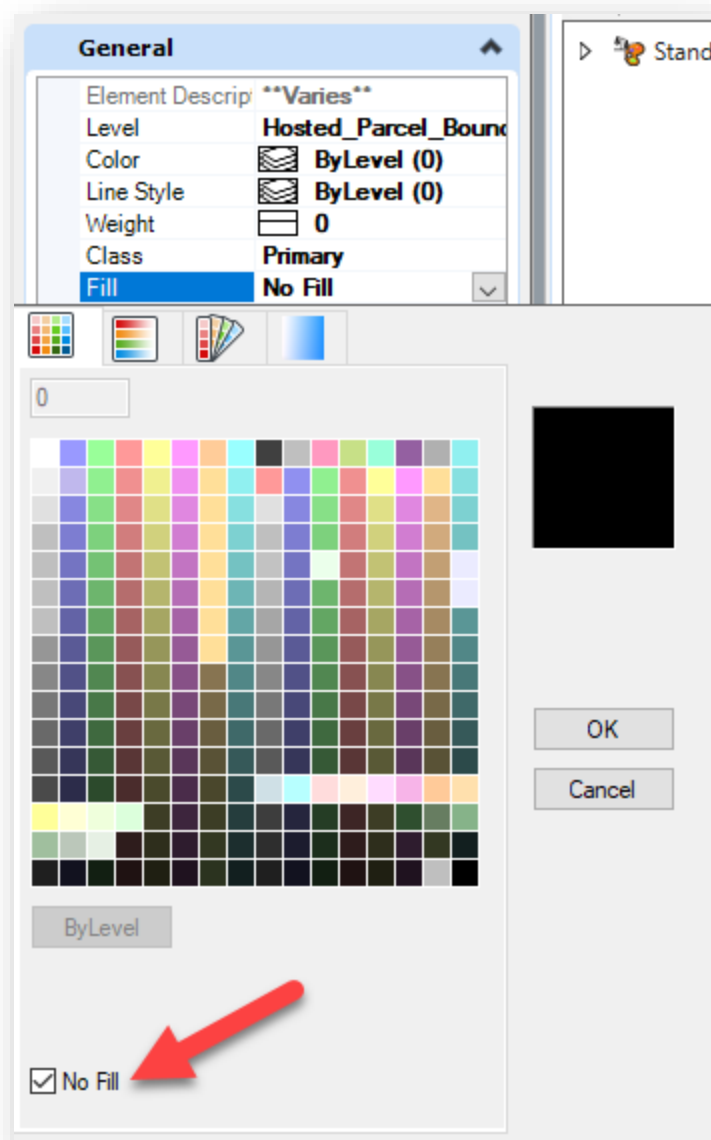 General
Element Descrip **Varies**
Level Hosted_Parcel_Bound
Color ByLevel (0)
Line Style ByLevel (0)
Weight 0
Class Primary
Fill No Fill
Stand
0
OK
Cancel
ByLevel
No Fill